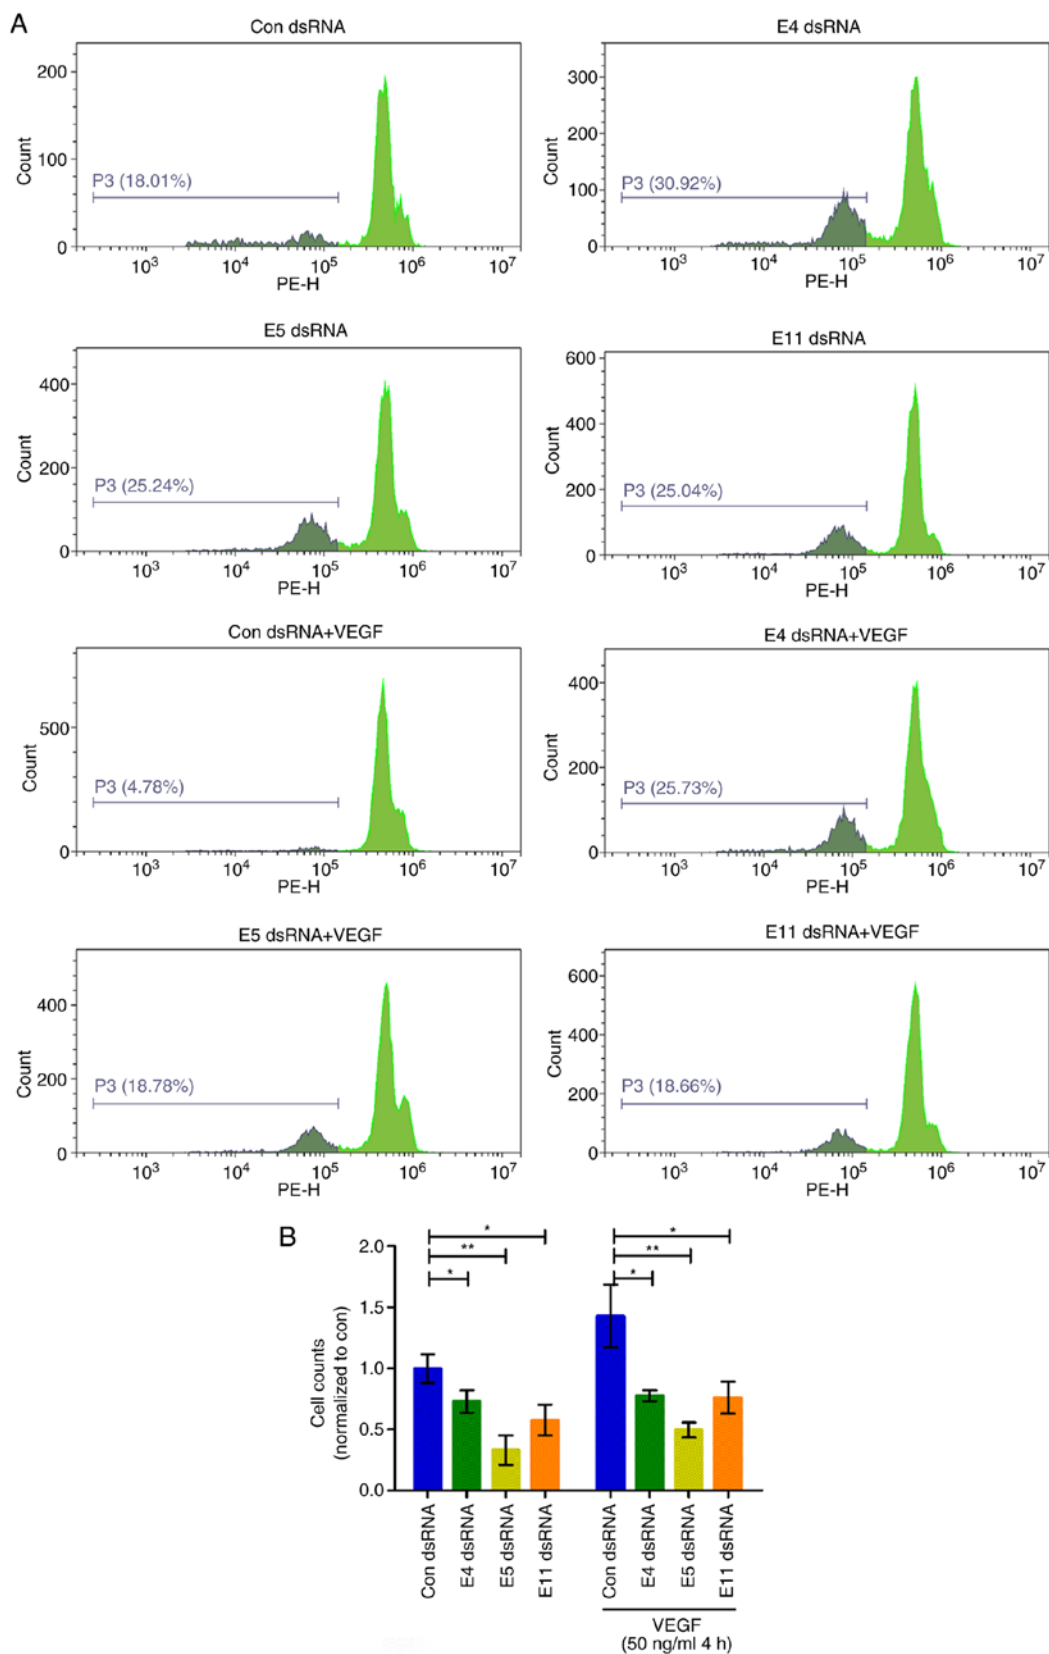 A
Con dsRNA
200
100
0
Count
P3 (18.01%)
10³ 10⁴ 10⁵ 10⁶ 10⁷
PE-H
E4 dsRNA
300
200
100
0
Count
P3 (30.92%)
10³ 10⁴ 10⁵ 10⁶ 10⁷
PE-H
E5 dsRNA
400
200
0
Count
P3 (25.24%)
10³ 10⁴ 10⁵ 10⁶ 10⁷
PE-H
E11 dsRNA
600
400
200
0
Count
P3 (25.04%)
10³ 10⁴ 10⁵ 10⁶ 10⁷
PE-H
Con dsRNA+VEGF
500
0
Count
P3 (4.78%)
10³ 10⁴ 10⁵ 10⁶ 10⁷
PE-H
E4 dsRNA+VEGF
400
200
0
Count
P3 (25.73%)
10³ 10⁴ 10⁵ 10⁶ 10⁷
PE-H
E5 dsRNA+VEGF
400
200
0
Count
P3 (18.78%)
10³ 10⁴ 10⁵ 10⁶ 10⁷
PE-H
E11 dsRNA+VEGF
600
400
200
0
Count
P3 (18.66%)
10³ 10⁴ 10⁵ 10⁶ 10⁷
PE-H
B
2.0
1.5
1.0
0.5
0.0
Cell counts
(normalized to con)
*
**
*
*
**
*
Con dsRNA
E4 dsRNA
E5 dsRNA
E11 dsRNA
Con dsRNA
E4 dsRNA
E5 dsRNA
E11 dsRNA
VEGF
(50 ng/ml 4 h)